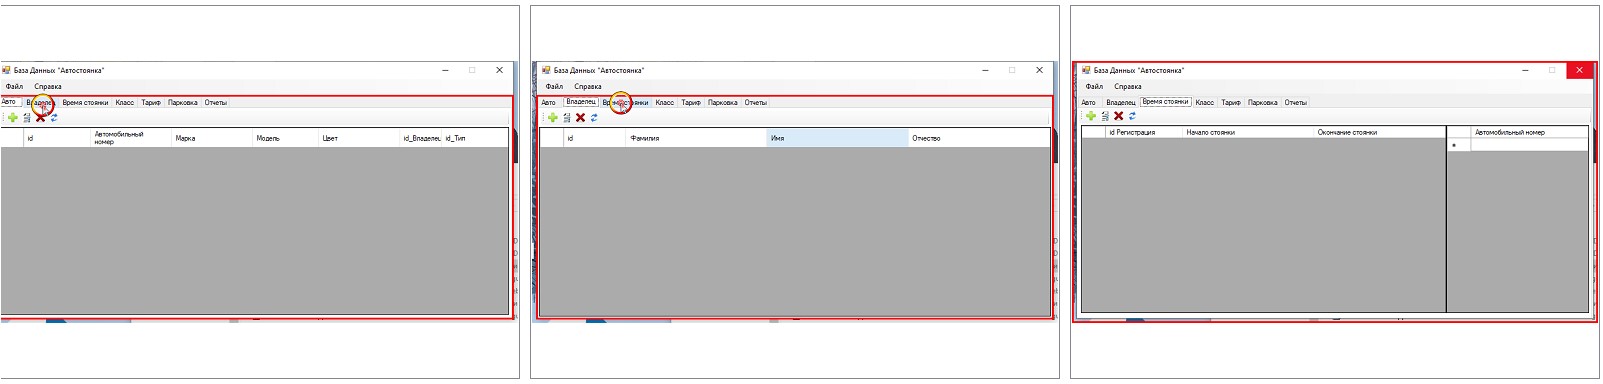 База Данных "Автостоянка"
Файл Справка
Авто Владелец Время стоянки Класс Тариф Парковка Отчеты
id Автомобильный номер Марка Модель Цвет id_Владелец id_Тип
База Данных "Автостоянка"
Файл Справка
Авто Владелец Время стоянки Класс Тариф Парковка Отчеты
id Фамилия Имя Отчество
База Данных "Автостоянка"
Файл Справка
Авто Владелец Время стоянки Класс Тариф Парковка Отчеты
id Регистрация Начало стоянки Окончание стоянки Автомобильный номер